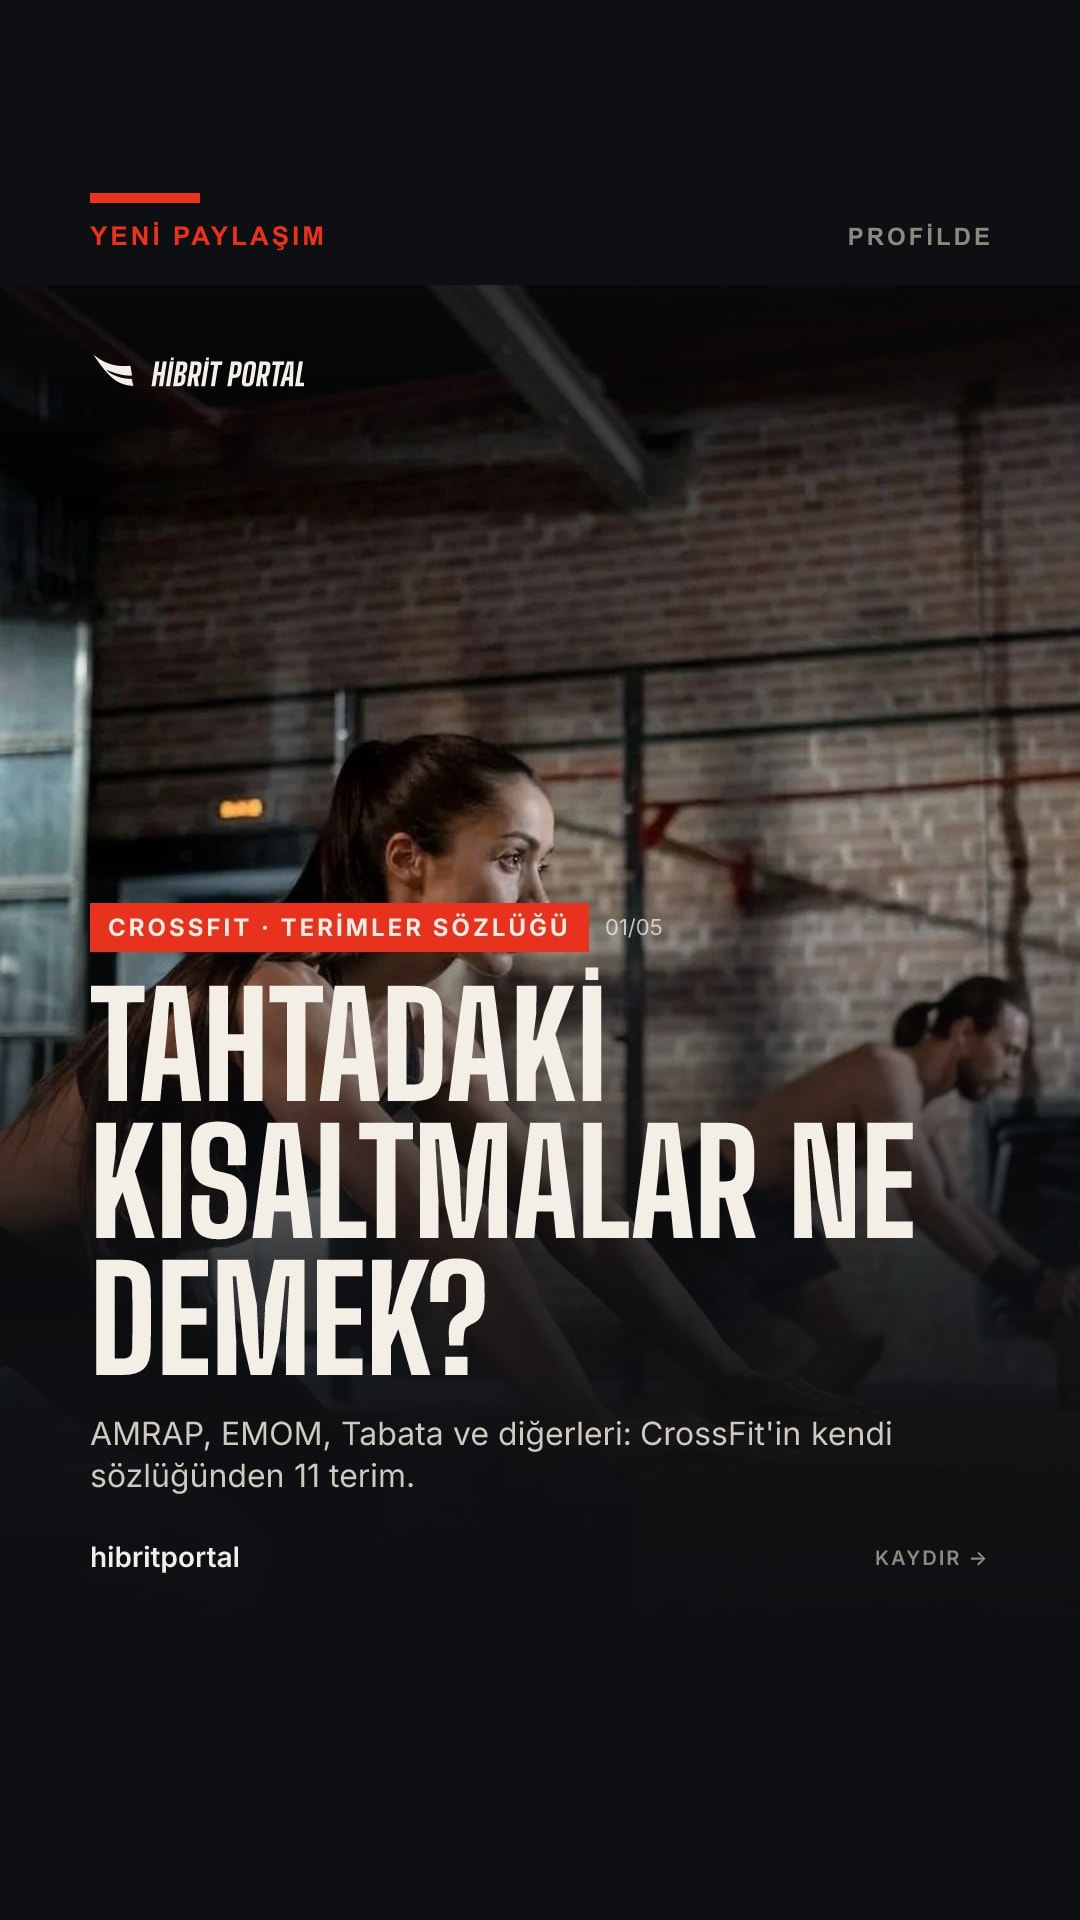 YENİ PAYLAŞIM
PROFİLDE
HİBRİT PORTAL
CROSSFIT · TERİMLER SÖZLÜĞÜ 01/05
TAHTADAKİ
KISALTMALAR NE
DEMEK?
AMRAP, EMOM, Tabata ve diğerleri: CrossFit'in kendi
sözlüğünden 11 terim.
hibritportal
KAYDIR →